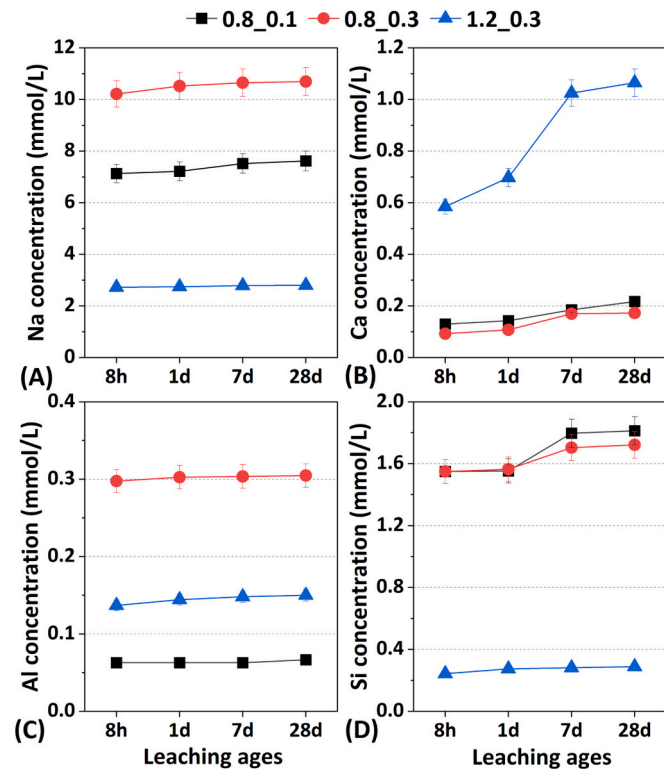 0.8_0.1 0.8_0.3 1.2_0.3
Na concentration (mmol/L)
12
10
8
6
4
2
0
8h 1d 7d 28d
(A)
Ca concentration (mmol/L)
1.2
1.0
0.8
0.6
0.4
0.2
0.0
8h 1d 7d 28d
(B)
Al concentration (mmol/L)
0.4
0.3
0.2
0.1
0.0
8h 1d 7d 28d
(C)
Leaching ages
Si concentration (mmol/L)
2.0
1.6
1.2
0.8
0.4
0.0
8h 1d 7d 28d
(D)
Leaching ages